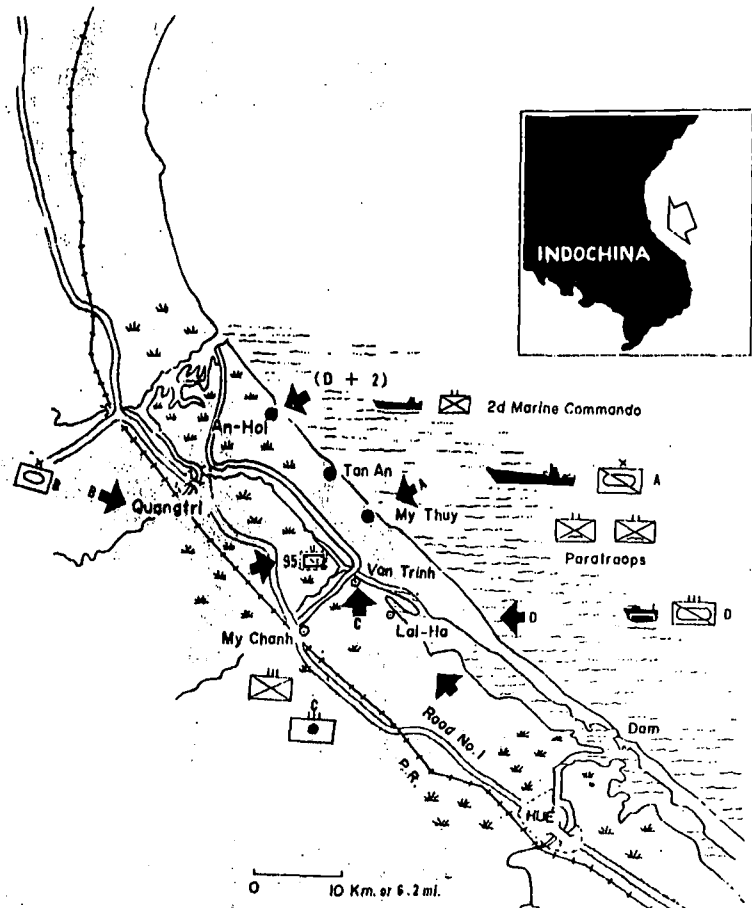 INDOCHINA
(D + 2)
2d Marine Commando
An-Hoi
Tan An
A
A
B
B
Quangtri
My Thuy
Paratroops
95
Van Trinh
C
D
D
Lai-Ha
My Chanh
C
Road No.1
Dam
R.R.
HUE
0 10 Km. or 6.2 mi.